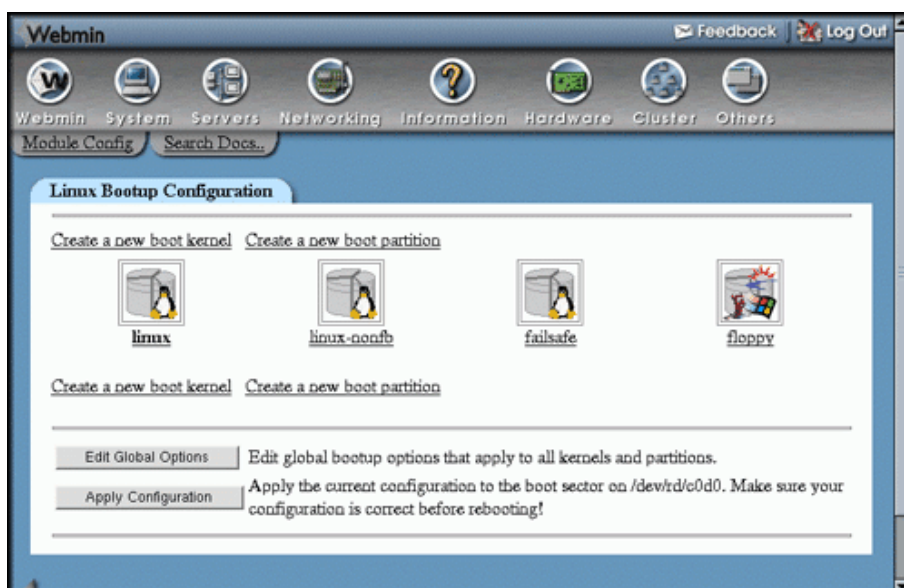 Webmin Feedback Log Out
Webmin System Servers Networking Information Hardware Cluster Others
Module Config Search Docs..
Linux Bootup Configuration
Create a new boot kernel Create a new boot partition
linux linux-nonfb failsafe floppy
Create a new boot kernel Create a new boot partition
Edit Global Options Edit global bootup options that apply to all kernels and partitions.
Apply Configuration Apply the current configuration to the boot sector on /dev/rd/c0d0. Make sure your
configuration is correct before rebooting!